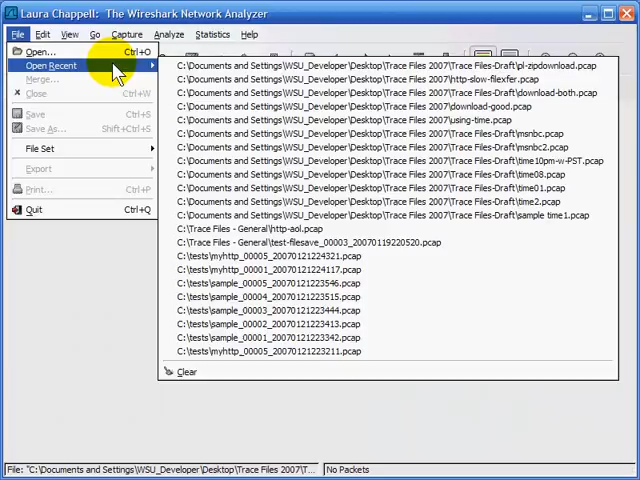 Laura Chappell:  The Wireshark Network Analyzer
File Edit View Go Capture Analyze Statistics Help
Open... Ctrl+O
Open Recent
Merge...
Close Ctrl+W
Save Ctrl+S
Save As... Shift+Ctrl+S
File Set
Export
Print... Ctrl+P
Quit Ctrl+Q
C:\Documents and Settings\WSU_Developer\Desktop\Trace Files 2007\Trace Files-Draft\pl-zipdownload.pcap
C:\Documents and Settings\WSU_Developer\Desktop\Trace Files 2007\http-slow-filexfer.pcap
C:\Documents and Settings\WSU_Developer\Desktop\Trace Files 2007\Trace Files-Draft\download-both.pcap
C:\Documents and Settings\WSU_Developer\Desktop\Trace Files 2007\download-good.pcap
C:\Documents and Settings\WSU_Developer\Desktop\Trace Files 2007\using-time.pcap
C:\Documents and Settings\WSU_Developer\Desktop\Trace Files 2007\Trace Files-Draft\msnbc.pcap
C:\Documents and Settings\WSU_Developer\Desktop\Trace Files 2007\Trace Files-Draft\msnbc2.pcap
C:\Documents and Settings\WSU_Developer\Desktop\Trace Files 2007\Trace Files-Draft\time10pm-w-PST.pcap
C:\Documents and Settings\WSU_Developer\Desktop\Trace Files 2007\Trace Files-Draft\time08.pcap
C:\Documents and Settings\WSU_Developer\Desktop\Trace Files 2007\Trace Files-Draft\time01.pcap
C:\Documents and Settings\WSU_Developer\Desktop\Trace Files 2007\Trace Files-Draft\time2.pcap
C:\Documents and Settings\WSU_Developer\Desktop\Trace Files 2007\Trace Files-Draft\sample time1.pcap
C:\Trace Files - General\http-aol.pcap
C:\Trace Files - General\test-filesave_00003_20070119220520.pcap
C:\tests\myhttp_00005_20070121224321.pcap
C:\tests\myhttp_00001_20070121224117.pcap
C:\tests\sample_00005_20070121223546.pcap
C:\tests\sample_00004_20070121223515.pcap
C:\tests\sample_00003_20070121223444.pcap
C:\tests\sample_00002_20070121223413.pcap
C:\tests\sample_00001_20070121223342.pcap
C:\tests\myhttp_00005_20070121223211.pcap
Clear
File: "C:\Documents and Settings\WSU_Developer\Desktop\Trace Files 2007\T... No Packets